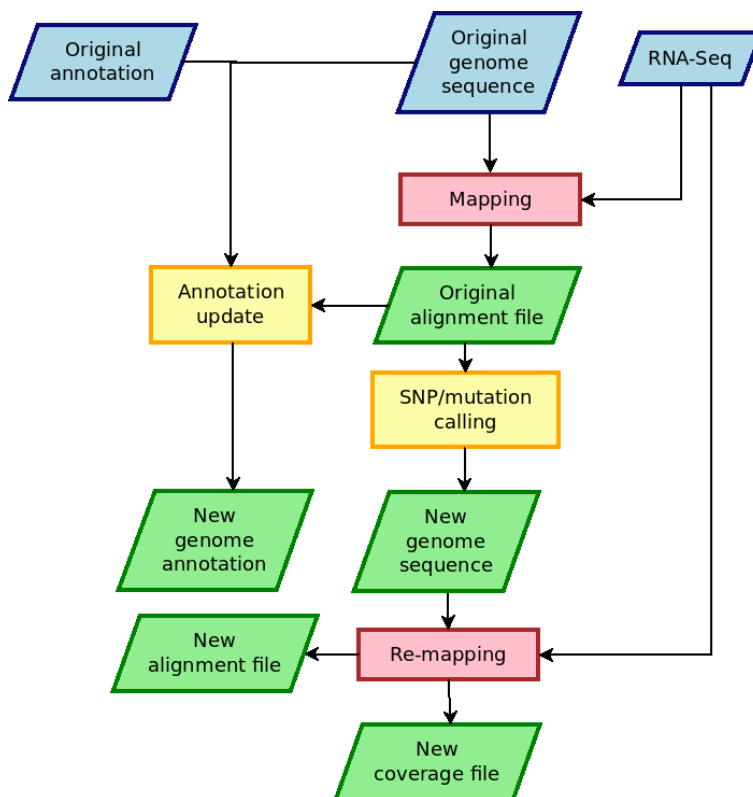 Original
annotation
Original
genome
sequence
RNA-Seq
Mapping
Annotation
update
Original
alignment file
SNP/mutation
calling
New
genome
annotation
New
genome
sequence
New
alignment file
Re-mapping
New
coverage file